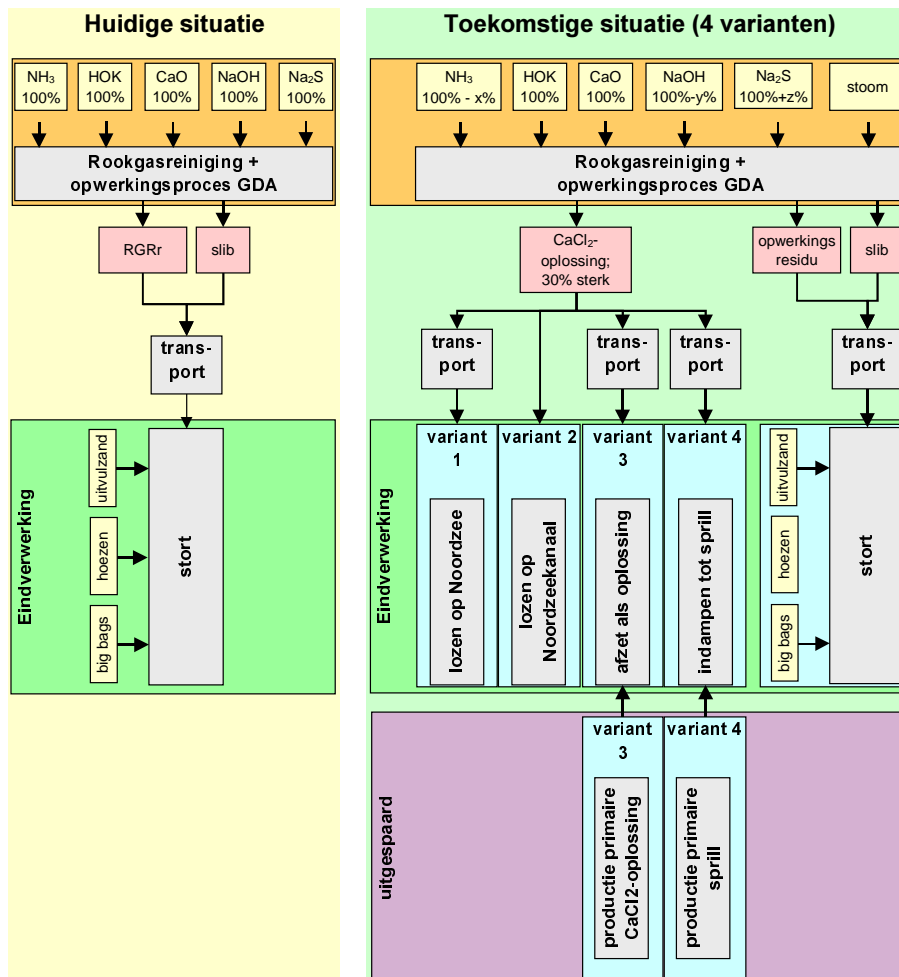 Huidige situatie
NH₃
100%
HOK
100%
CaO
100%
NaOH
100%
Na₂S
100%
Rookgasreiniging +
opwerkingsproces GDA
RGRr
slib
trans-
port
Eindverwerking
uitvulzand
hoezen
big bags
stort
Toekomstige situatie (4 varianten)
NH₃
100% - x%
HOK
100%
CaO
100%
NaOH
100%-y%
Na₂S
100%+z%
stoom
Rookgasreiniging +
opwerkingsproces GDA
CaCl₂-
oplossing;
30% sterk
opwerkings
residu
slib
trans-
port
trans-
port
trans-
port
trans-
port
Eindverwerking
variant
1
lozen op Noordzee
variant 2
lozen op
Noordzeekanaal
variant
3
afzet als oplossing
variant 4
indampen tot sprill
uitvulzand
hoezen
big bags
stort
uitgespaard
variant
3
productie primaire
CaCl2-oplossing
variant 4
productie primaire
sprill